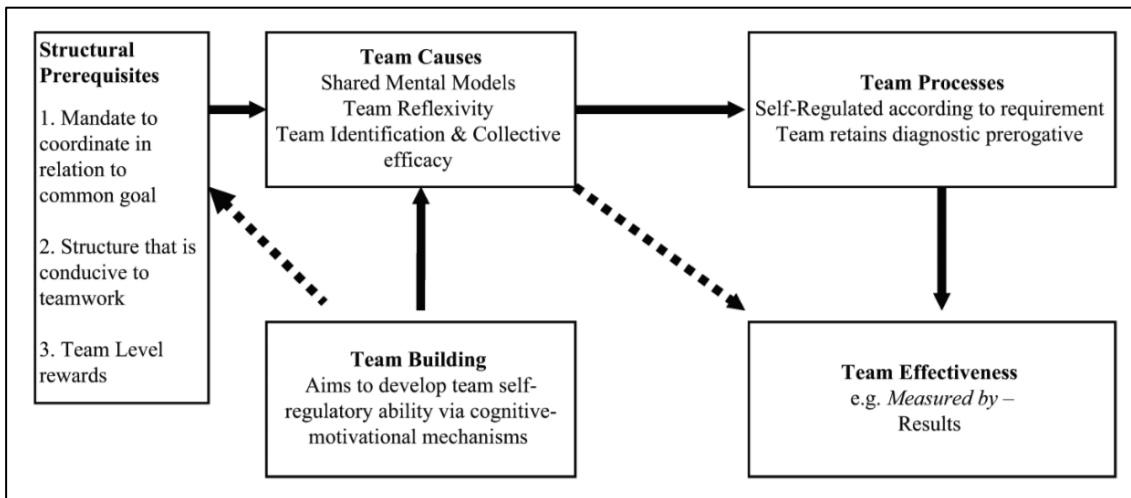 Structural
Prerequisites
1. Mandate to
coordinate in
relation to
common goal
2. Structure that is
conducive to
teamwork
3. Team Level
rewards
Team Causes
Shared Mental Models
Team Reflexivity
Team Identification & Collective
efficacy
Team Processes
Self-Regulated according to requirement
Team retains diagnostic prerogative
Team Building
Aims to develop team self-
regulatory ability via cognitive-
motivational mechanisms
Team Effectiveness
e.g. Measured by –
Results